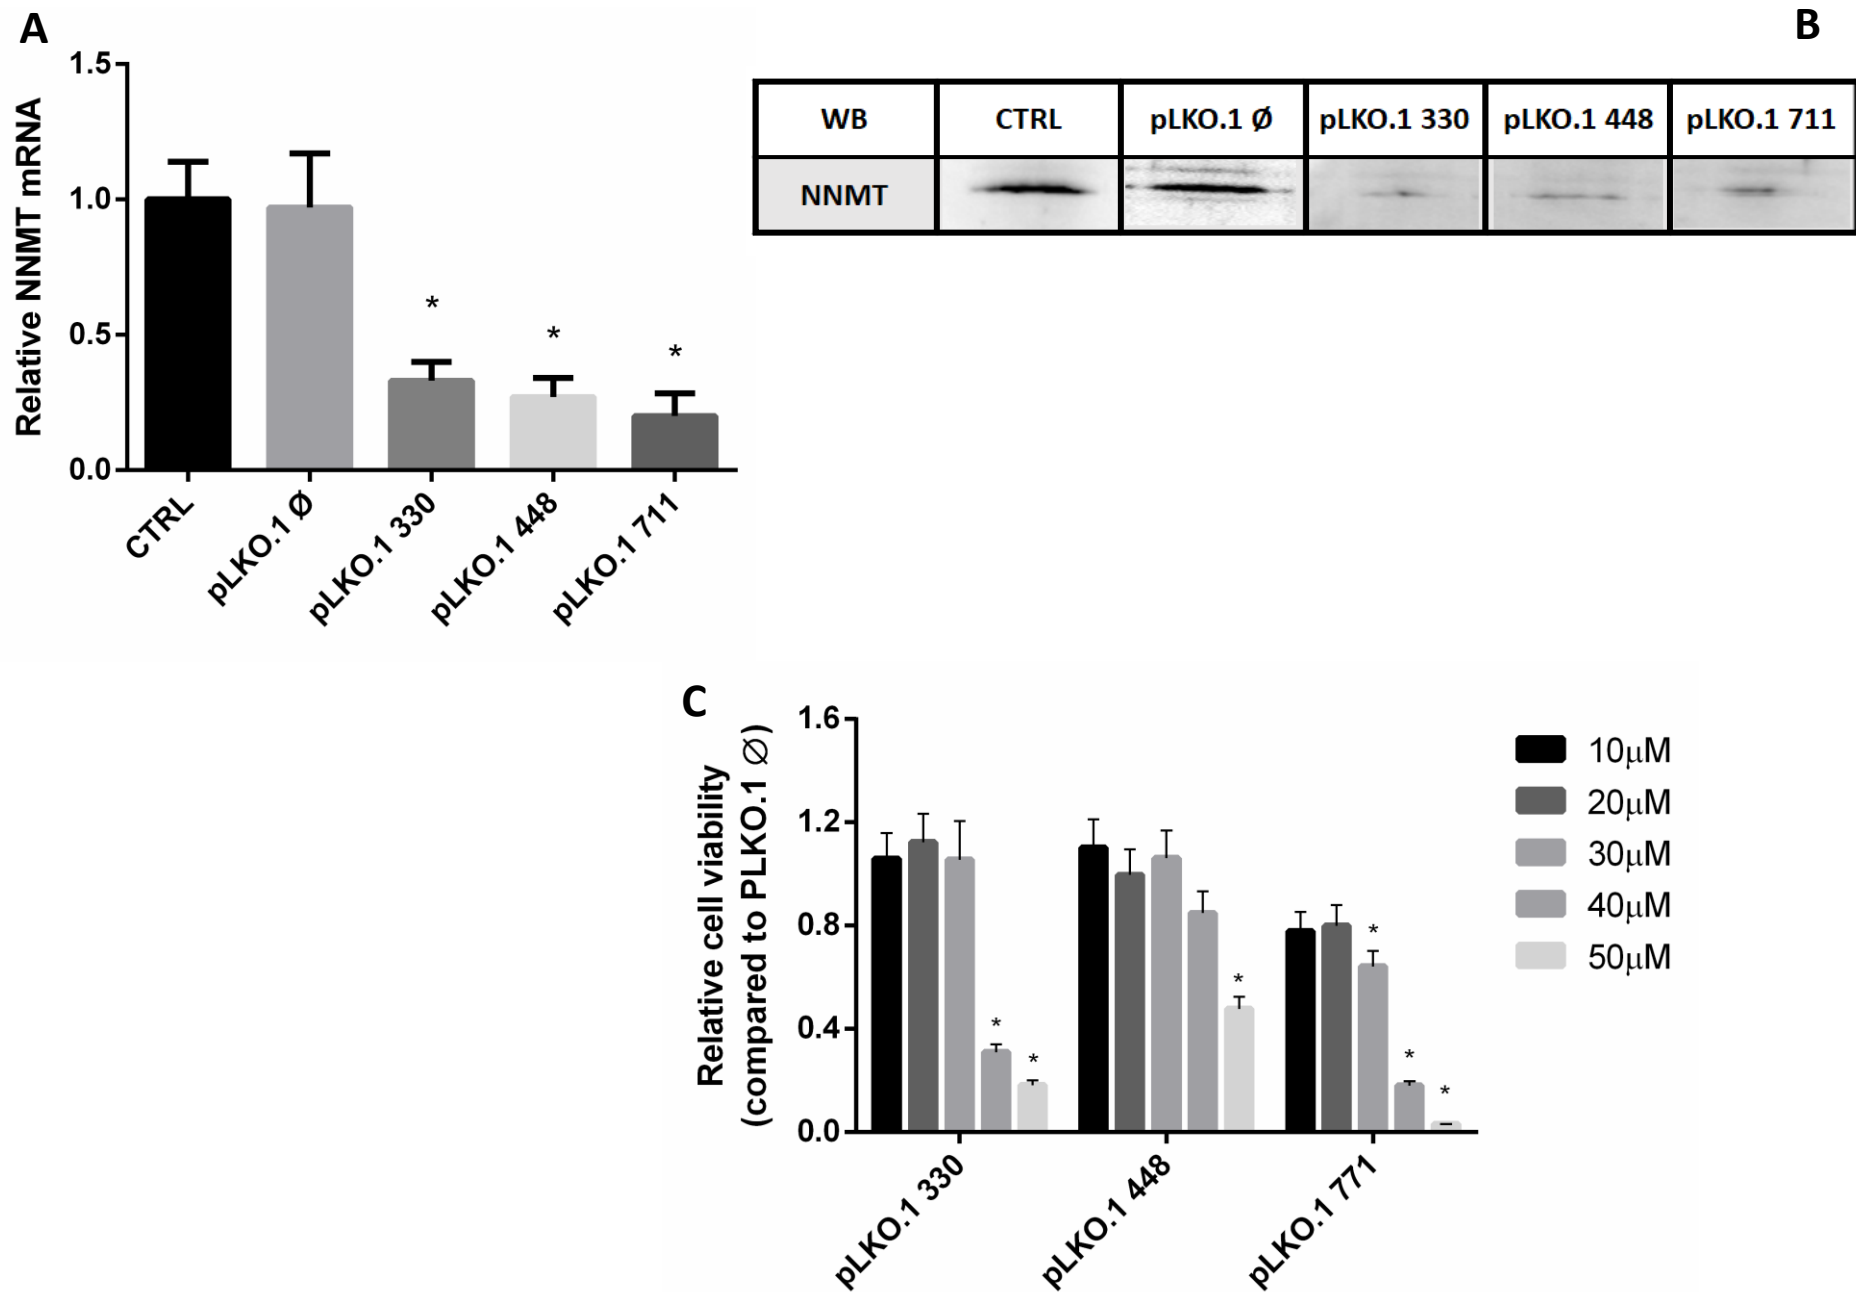 A
Relative NNMT mRNA
1.5
1.0
0.5
0.0
*
*
*
CTRL
pLKO.1 Ø
pLKO.1 330
pLKO.1 448
pLKO.1 711
B
WB CTRL pLKO.1 Ø pLKO.1 330 pLKO.1 448 pLKO.1 711
NNMT
C
Relative cell viability
(compared to PLKO.1 ∅)
1.6
1.2
0.8
0.4
0.0
* *
*
* * *
pLKO.1 330
pLKO.1 448
pLKO.1 771
10μM
20μM
30μM
40μM
50μM